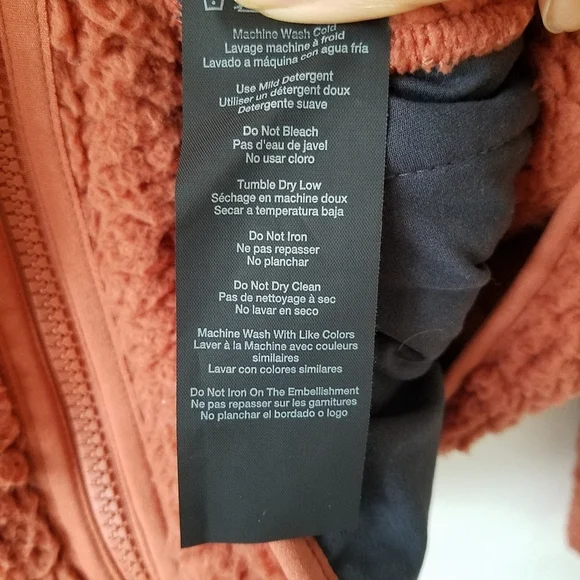 Machine Wash Cold
Lavage machine à froid
Lavado a máquina con agua fría
Use Mild Detergent
Utiliser un détergent doux
Detergente suave
Do Not Bleach
Pas d'eau de javel
No usar cloro
Tumble Dry Low
Séchage en machine doux
Secar a temperatura baja
Do Not Iron
Ne pas repasser
No planchar
Do Not Dry Clean
Pas de nettoyage à sec
No lavar en seco
Machine Wash With Like Colors
Laver à la Machine avec couleurs
similaires
Lavar con colores similares
Do Not Iron On The Embellishment
Ne pas repasser sur les garnitures
No planchar el bordado o logo